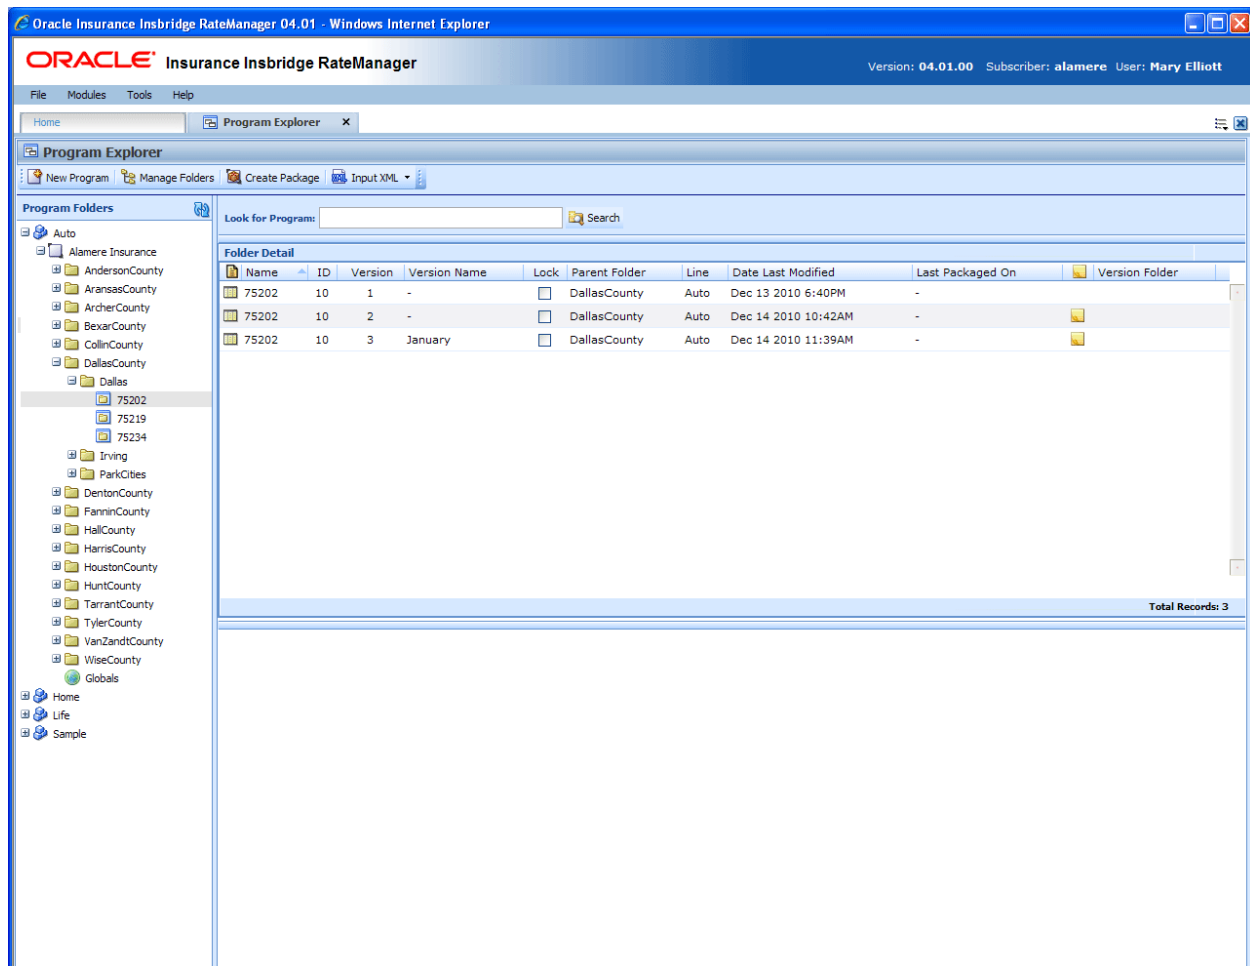 Oracle Insurance Insbridge RateManager 04.01 - Windows Internet Explorer
ORACLE Insurance Insbridge RateManager
Version: 04.01.00 Subscriber: alamere User: Mary Elliott
File Modules Tools Help
Home Program Explorer x
Program Explorer
New Program Manage Folders Create Package Input XML
Program Folders
Auto
Alamere Insurance
AndersonCounty
AransasCounty
ArcherCounty
BexarCounty
CollinCounty
DallasCounty
Dallas
75202
75219
75234
Irving
ParkCities
DentonCounty
FanninCounty
HallCounty
HarrisCounty
HoustonCounty
HuntCounty
TarrantCounty
TylerCounty
VanZandtCounty
WiseCounty
Globals
Home
Life
Sample
Look for Program: Search
Folder Detail
Name ID Version Version Name Lock Parent Folder Line Date Last Modified Last Packaged On Version Folder
75202 10 1 - DallasCounty Auto Dec 13 2010 6:40PM -
75202 10 2 - DallasCounty Auto Dec 14 2010 10:42AM -
75202 10 3 January DallasCounty Auto Dec 14 2010 11:39AM -
Total Records: 3